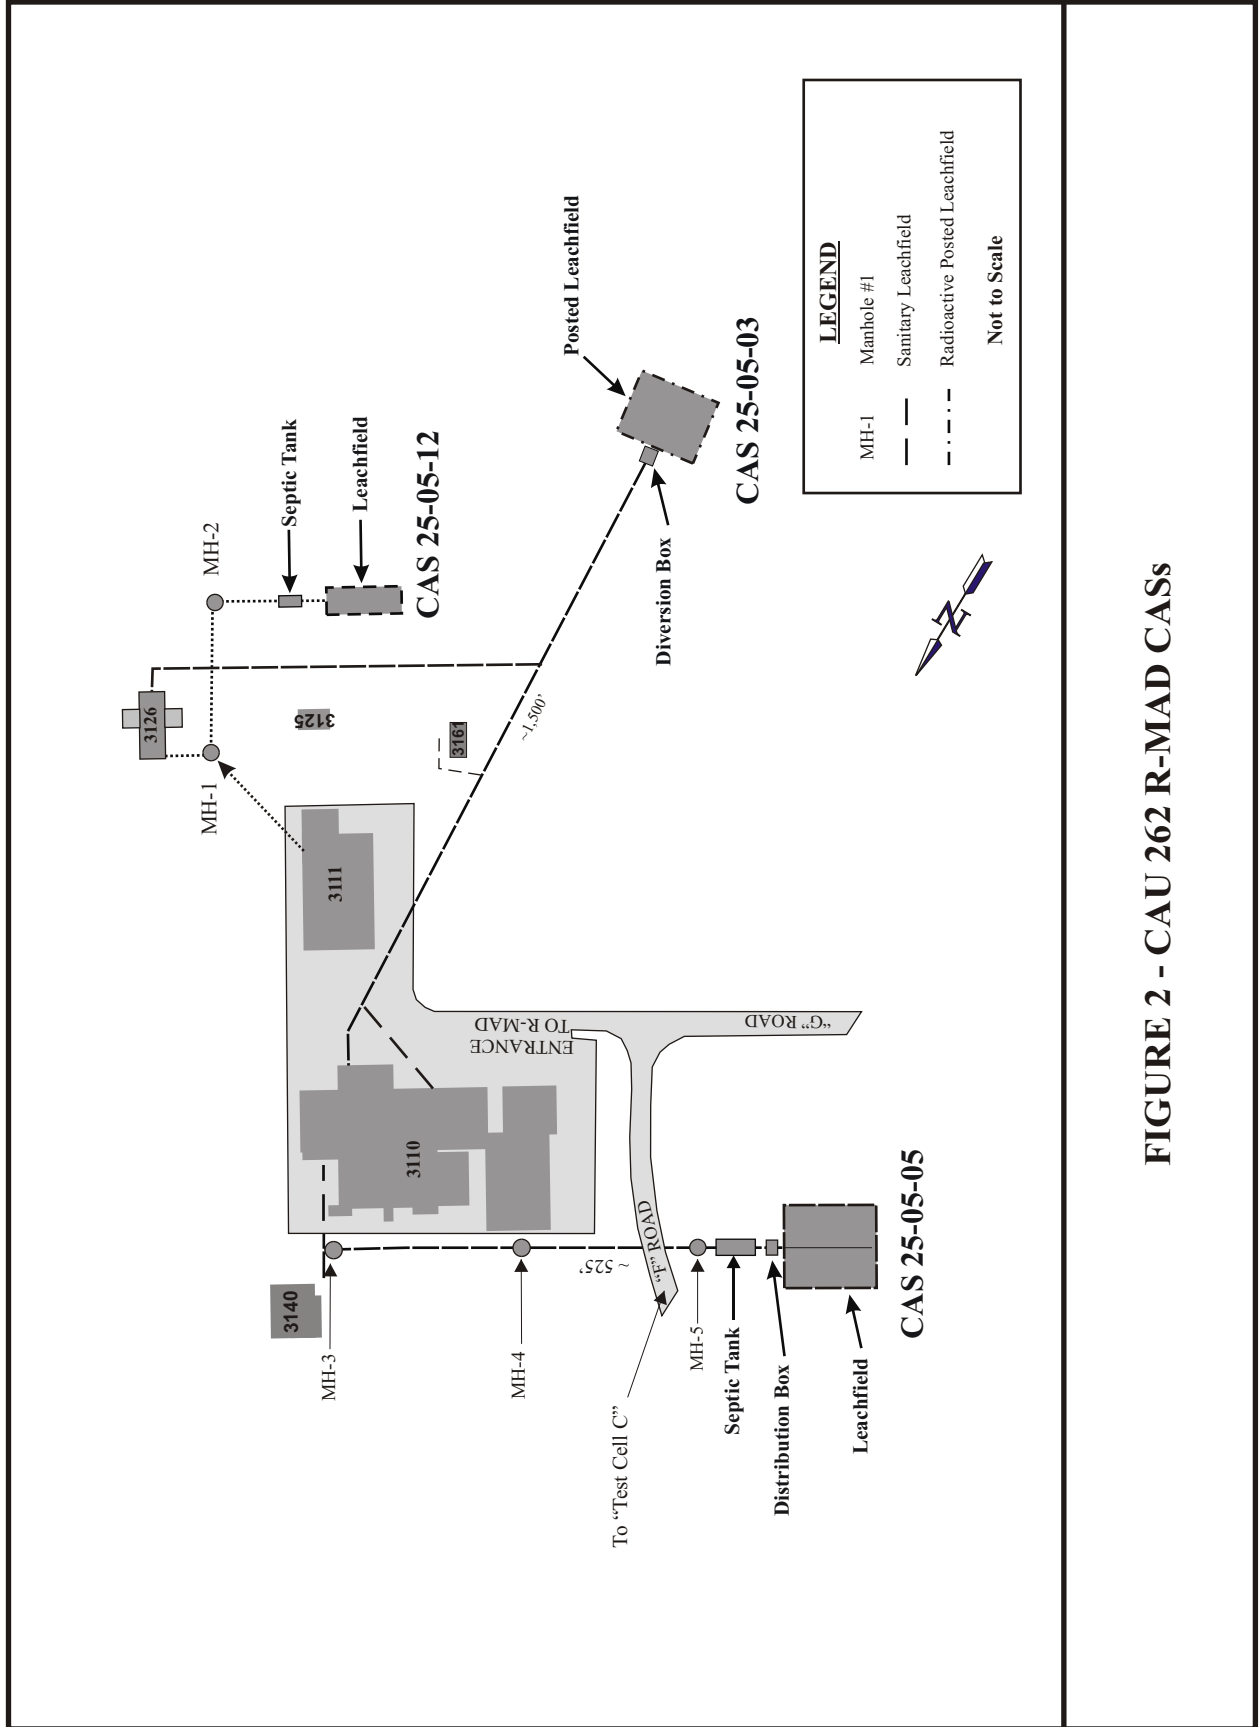 3126
MH-1
MH-2
3125
Septic Tank
Leachfield
CAS 25-05-12
3161
~1,500'
Posted Leachfield
Diversion Box
CAS 25-05-03
3111
3110
3140
ENTRANCE
TO R-MAD
"G" ROAD
"F" ROAD
~ 525'
MH-3
MH-4
MH-5
To “Test Cell C”
Septic Tank
Distribution Box
Leachfield
CAS 25-05-05
N
LEGEND
MH-1 Manhole #1
Sanitary Leachfield
Radioactive Posted Leachfield
Not to Scale
FIGURE 2 - CAU 262 R-MAD CASs